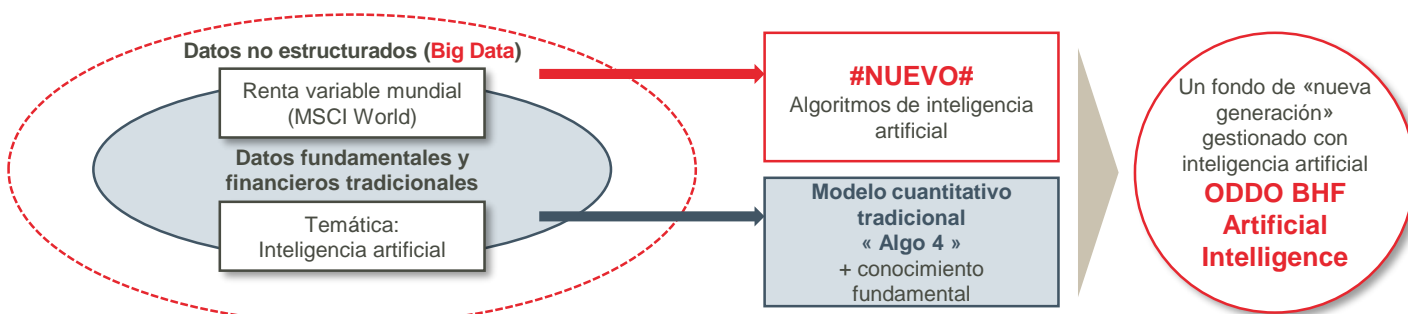 Datos no estructurados (Big Data)
Renta variable mundial
(MSCI World)
Datos fundamentales y
financieros tradicionales
Temática:
Inteligencia artificial
#NUEVO#
Algoritmos de inteligencia
artificial
Modelo cuantitativo
tradicional
« Algo 4 »
+ conocimiento
fundamental
Un fondo de «nueva
generación»
gestionado con
inteligencia artificial
ODDO BHF
Artificial
Intelligence